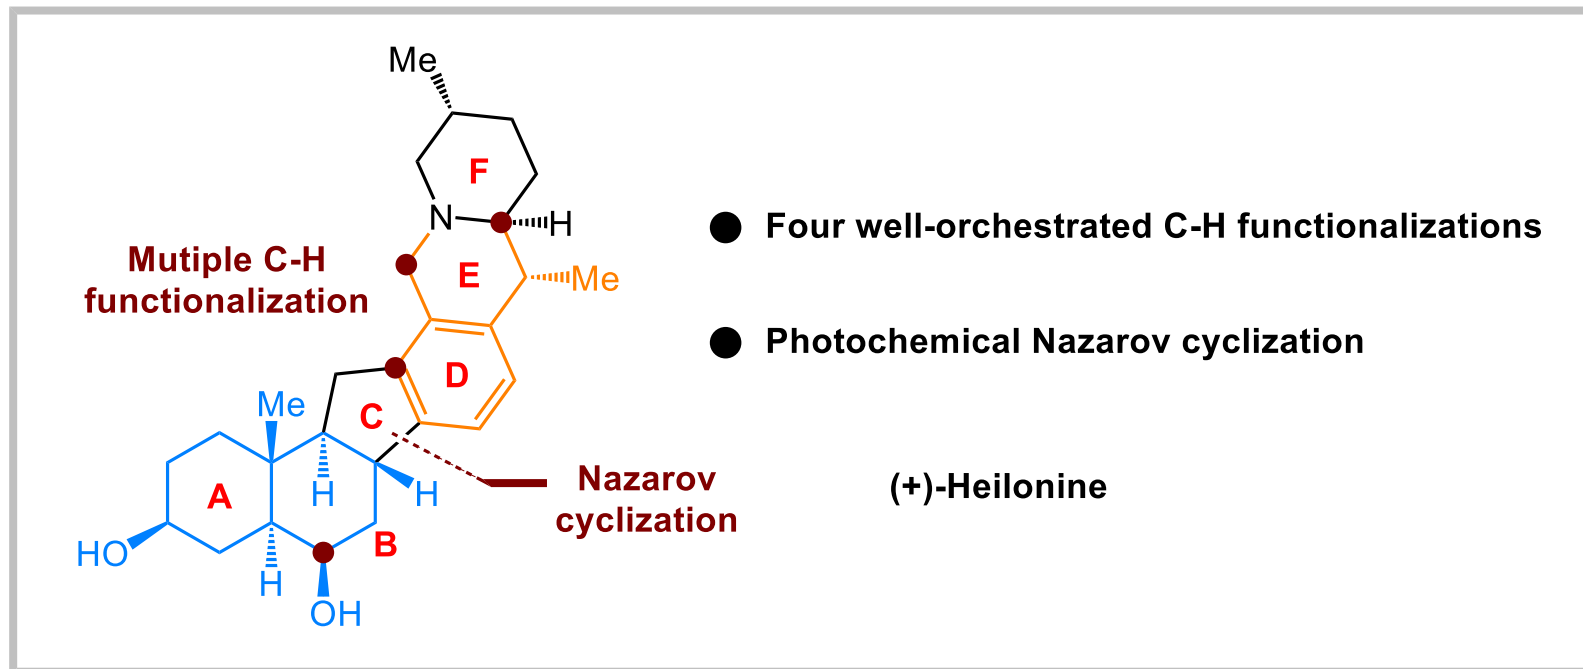 Me
F
N
H
Four well-orchestrated C-H functionalizations
Mutiple C-H
functionalization
E
Me
Photochemical Nazarov cyclization
D
Me
C
A
H
H
Nazarov
cyclization
(+)-Heilonine
HO
B
H
OH